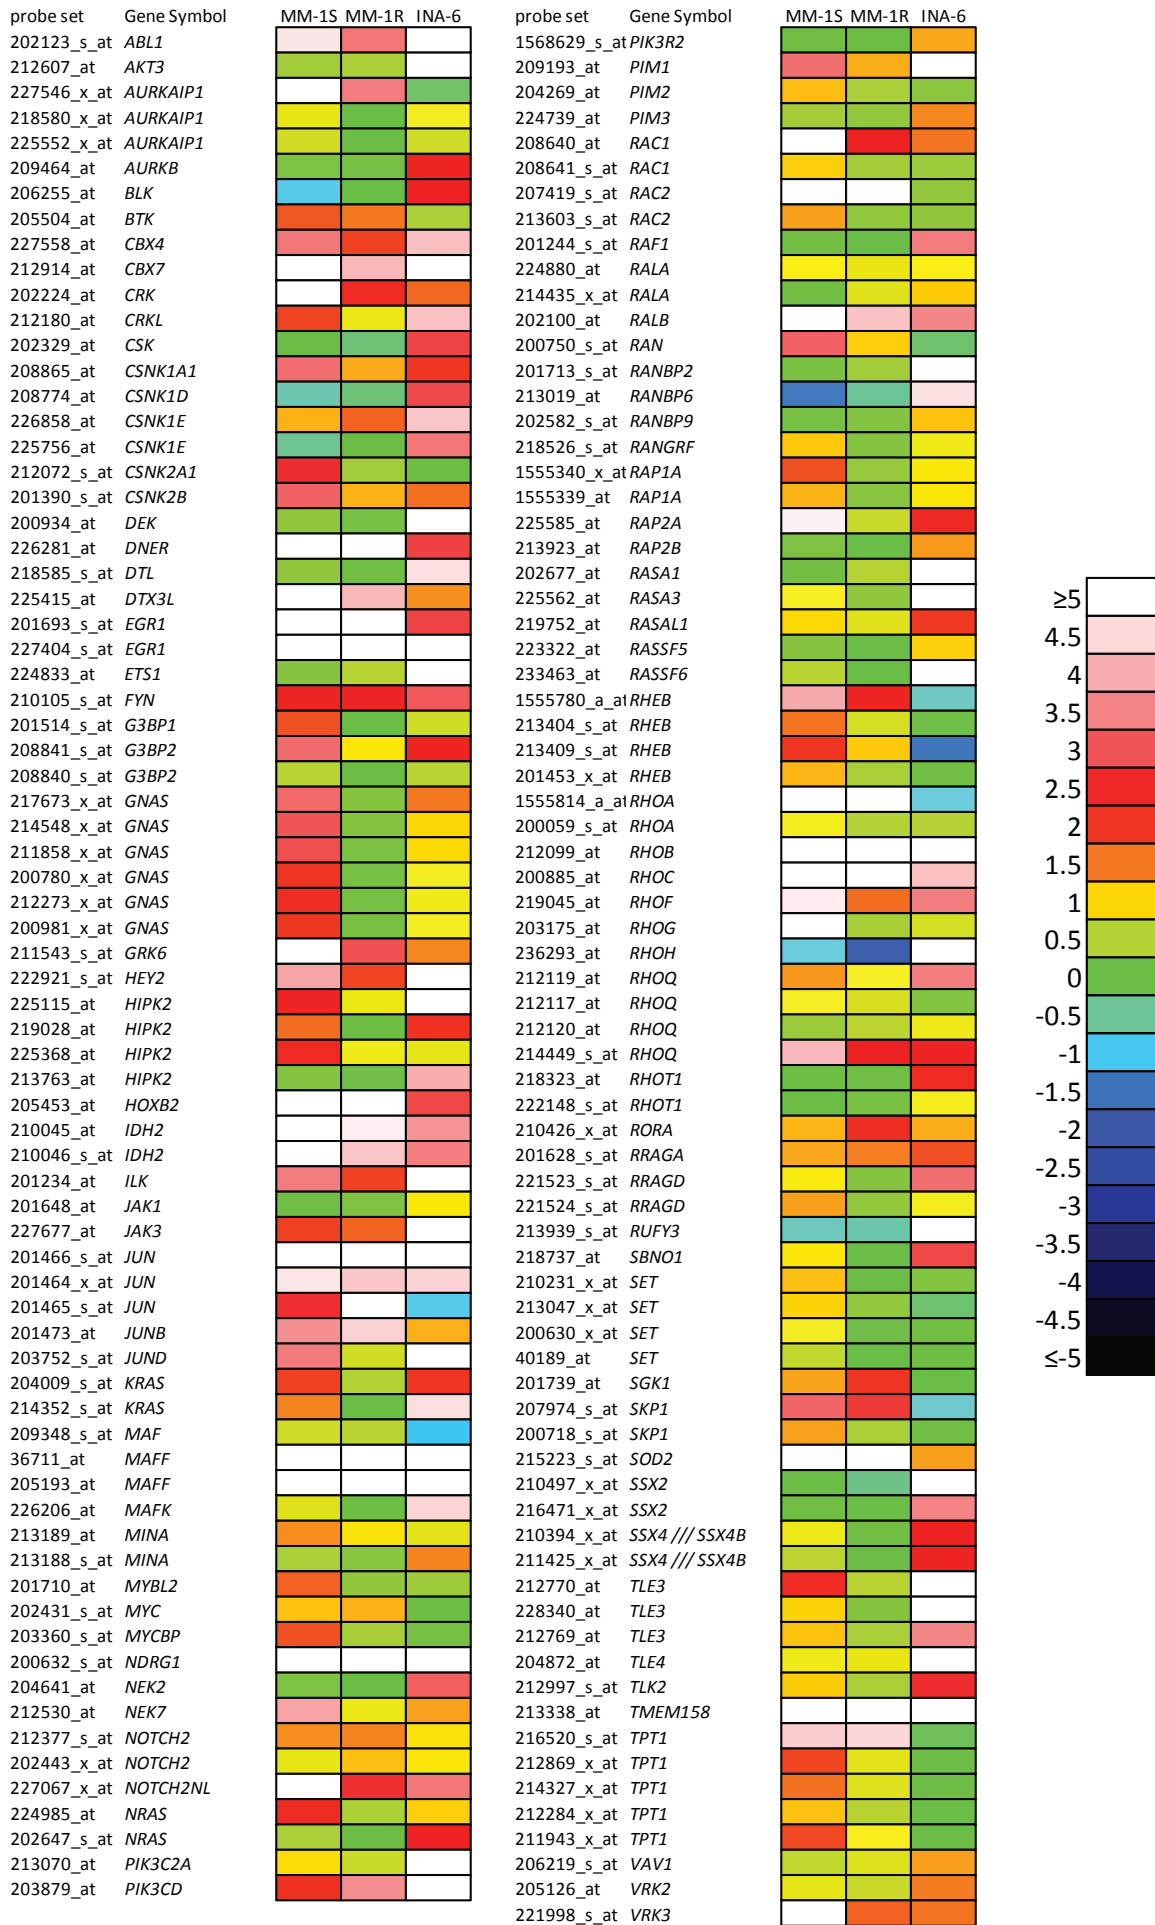 probe set Gene Symbol MM-1S MM-1R INA-6
202123_s_at ABL1
212607_at AKT3
227546_x_at AURKAIP1
218580_x_at AURKAIP1
225552_x_at AURKAIP1
209464_at AURKB
206255_at BLK
205504_at BTK
227558_at CBX4
212914_at CBX7
202224_at CRK
212180_at CRKL
202329_at CSK
208865_at CSNK1A1
208774_at CSNK1D
226858_at CSNK1E
225756_at CSNK1E
212072_s_at CSNK2A1
201390_s_at CSNK2B
200934_at DEK
226281_at DNER
218585_s_at DTL
225415_at DTX3L
201693_s_at EGR1
227404_s_at EGR1
224833_at ETS1
210105_s_at FYN
201514_s_at G3BP1
208841_s_at G3BP2
208840_s_at G3BP2
217673_x_at GNAS
214548_x_at GNAS
211858_x_at GNAS
200780_x_at GNAS
212273_x_at GNAS
200981_x_at GNAS
211543_s_at GRK6
222921_s_at HEY2
225115_at HIPK2
219028_at HIPK2
225368_at HIPK2
213763_at HIPK2
205453_at HOXB2
210045_at IDH2
210046_s_at IDH2
201234_at ILK
201648_at JAK1
227677_at JAK3
201466_s_at JUN
201464_x_at JUN
201465_s_at JUN
201473_at JUNB
203752_s_at JUND
204009_s_at KRAS
214352_s_at KRAS
209348_s_at MAF
36711_at MAFF
205193_at MAFF
226206_at MAFK
213189_at MINA
213188_s_at MINA
201710_at MYBL2
202431_s_at MYC
203360_s_at MYCBP
200632_s_at NDRG1
204641_at NEK2
212530_at NEK7
212377_s_at NOTCH2
202443_x_at NOTCH2
227067_x_at NOTCH2NL
224985_at NRAS
202647_s_at NRAS
213070_at PIK3C2A
203879_at PIK3CD
probe set Gene Symbol MM-1S MM-1R INA-6
1568629_s_at PIK3R2
209193_at PIM1
204269_at PIM2
224739_at PIM3
208640_at RAC1
208641_s_at RAC1
207419_s_at RAC2
213603_s_at RAC2
201244_s_at RAF1
224880_at RALA
214435_x_at RALA
202100_at RALB
200750_s_at RAN
201713_s_at RANBP2
213019_at RANBP6
202582_s_at RANBP9
218526_s_at RANGRF
1555340_x_at RAP1A
1555339_at RAP1A
225585_at RAP2A
213923_at RAP2B
202677_at RASA1
225562_at RASA3
219752_at RASAL1
223322_at RASSF5
233463_at RASSF6
1555780_a_at RHEB
213404_s_at RHEB
213409_s_at RHEB
201453_x_at RHEB
1555814_a_at RHOA
200059_s_at RHOA
212099_at RHOB
200885_at RHOC
219045_at RHOF
203175_at RHOG
236293_at RHOH
212119_at RHOQ
212117_at RHOQ
212120_at RHOQ
214449_s_at RHOQ
218323_at RHOT1
222148_s_at RHOT1
210426_x_at RORA
201628_s_at RRAGA
221523_s_at RRAGD
221524_s_at RRAGD
213939_s_at RUFY3
218737_at SBNO1
210231_x_at SET
213047_x_at SET
200630_x_at SET
40189_at SET
201739_at SGK1
207974_s_at SKP1
200718_s_at SKP1
215223_s_at SOD2
210497_x_at SSX2
216471_x_at SSX2
210394_x_at SSX4 /// SSX4B
211425_x_at SSX4 /// SSX4B
212770_at TLE3
228340_at TLE3
212769_at TLE3
204872_at TLE4
212997_s_at TLK2
213338_at TMEM158
216520_s_at TPT1
212869_x_at TPT1
214327_x_at TPT1
212284_x_at TPT1
211943_x_at TPT1
206219_s_at VAV1
205126_at VRK2
221998_s_at VRK3
≥5
4.5
4
3.5
3
2.5
2
1.5
1
0.5
0
-0.5
-1
-1.5
-2
-2.5
-3
-3.5
-4
-4.5
≤-5